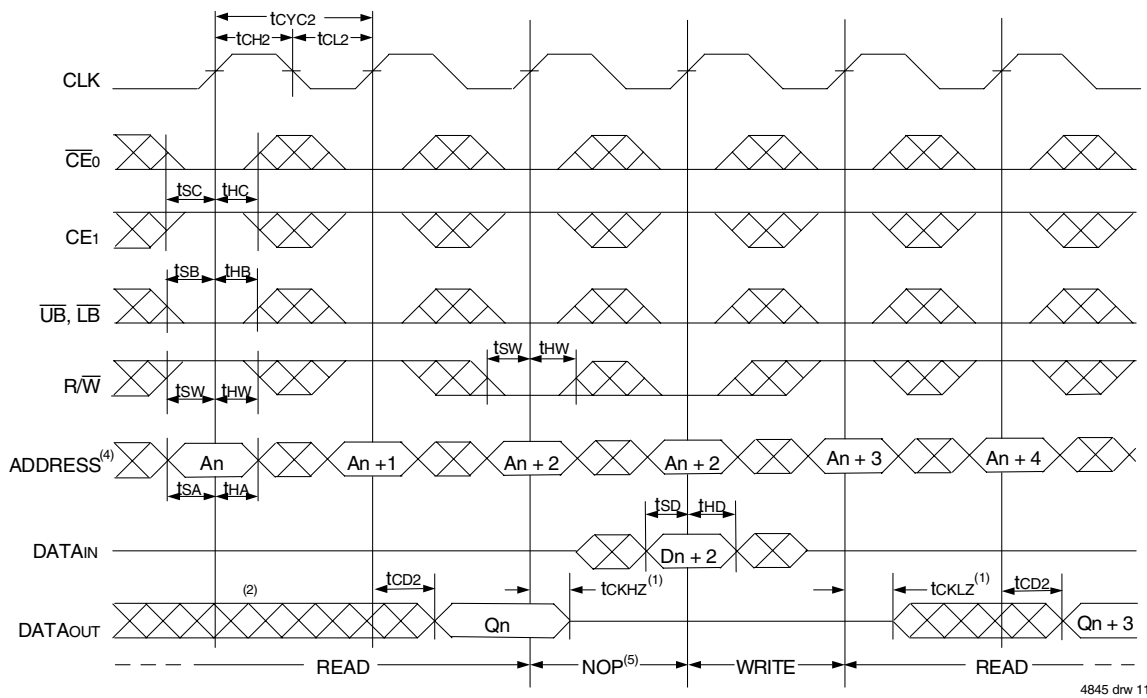 tCYC2
tCH2 tCL2
CLK
CE0
tSC tHC
CE1
tSB tHB
UB, LB
tSW tHW
R/W
tSW tHW
ADDRESS(4) An An +1 An + 2 An + 2 An + 3 An + 4
tSA tHA
tSD tHD
DATAIN Dn + 2
tCD2 tCKHZ(1) tCKLZ(1) tCD2
(2)
DATAOUT Qn Qn + 3
READ NOP(5) WRITE READ
4845 drw 11